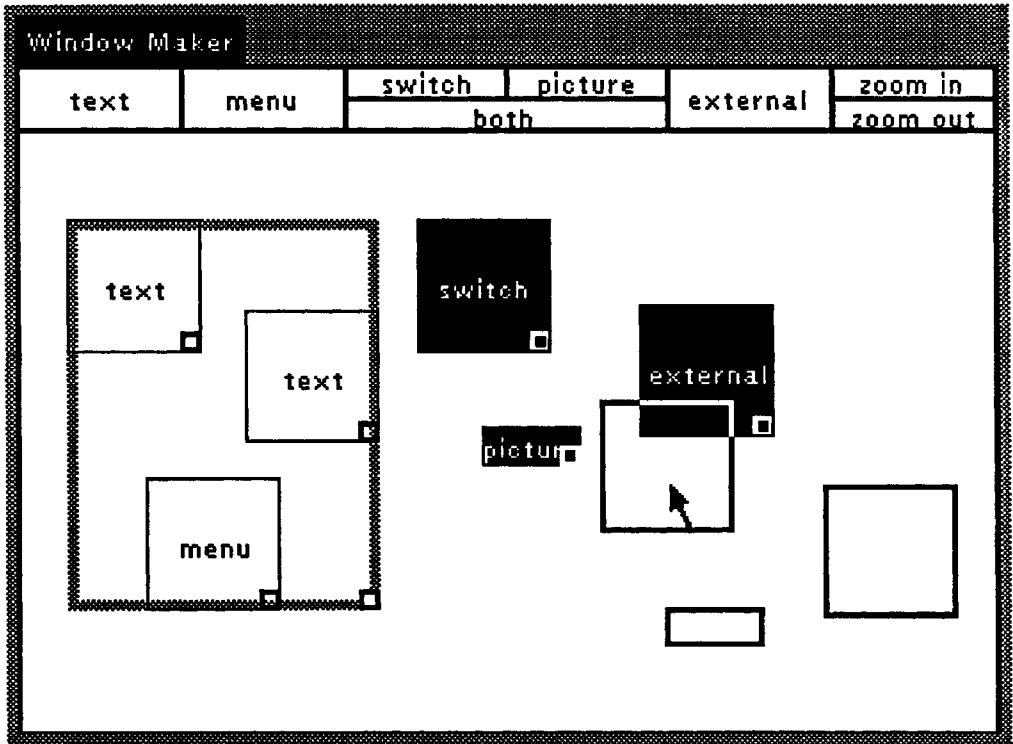 Window Maker
text menu switch picture external zoom in
both zoom out
text
switch
text
external
pictur
menu